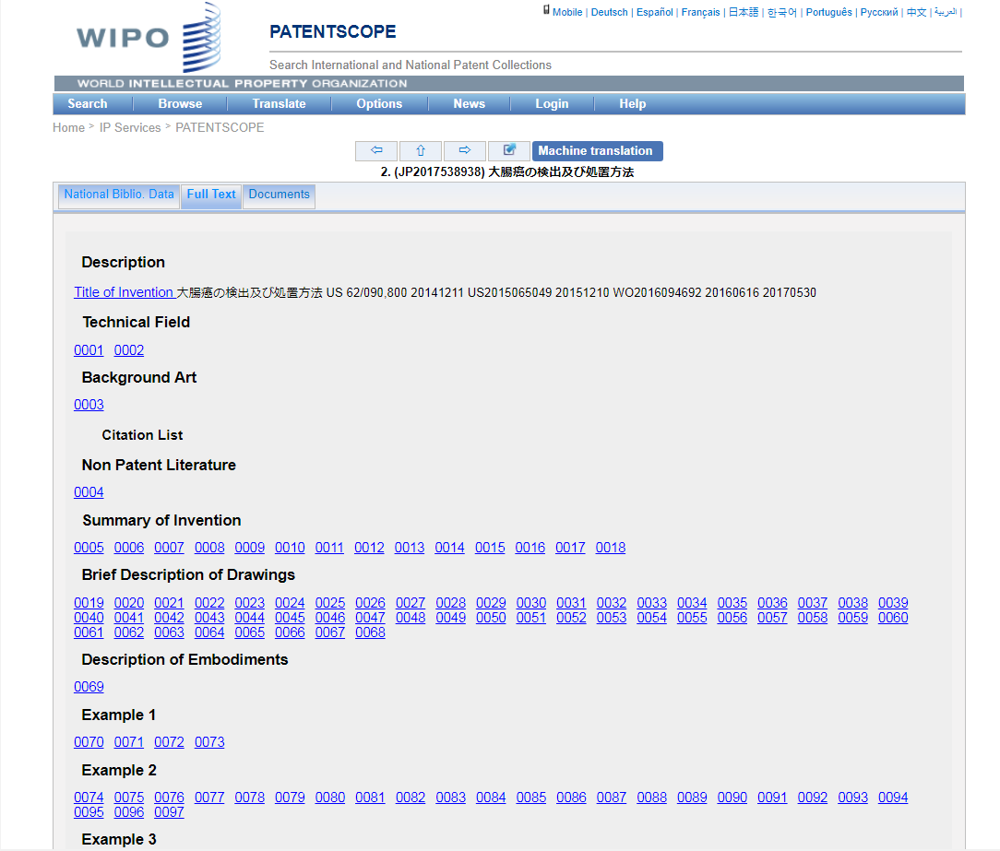 Mobile | Deutsch | Español | Français | 日本語 | 한국어 | Português | Русский | 中文 | العربية |
WIPO
PATENTSCOPE
Search International and National Patent Collections
WORLD INTELLECTUAL PROPERTY ORGANIZATION
Search Browse Translate Options News Login Help
Home > IP Services > PATENTSCOPE
Machine translation
2. (JP2017538938) 大腸癌の検出及び処置方法
National Biblio. Data Full Text Documents
Description
Title of Invention 大腸癌の検出及び処置方法 US 62/090,800 20141211 US2015065049 20151210 WO2016094692 20160616 20170530
Technical Field
0001 0002
Background Art
0003
Citation List
Non Patent Literature
0004
Summary of Invention
0005 0006 0007 0008 0009 0010 0011 0012 0013 0014 0015 0016 0017 0018
Brief Description of Drawings
0019 0020 0021 0022 0023 0024 0025 0026 0027 0028 0029 0030 0031 0032 0033 0034 0035 0036 0037 0038 0039
0040 0041 0042 0043 0044 0045 0046 0047 0048 0049 0050 0051 0052 0053 0054 0055 0056 0057 0058 0059 0060
0061 0062 0063 0064 0065 0066 0067 0068
Description of Embodiments
0069
Example 1
0070 0071 0072 0073
Example 2
0074 0075 0076 0077 0078 0079 0080 0081 0082 0083 0084 0085 0086 0087 0088 0089 0090 0091 0092 0093 0094
0095 0096 0097
Example 3